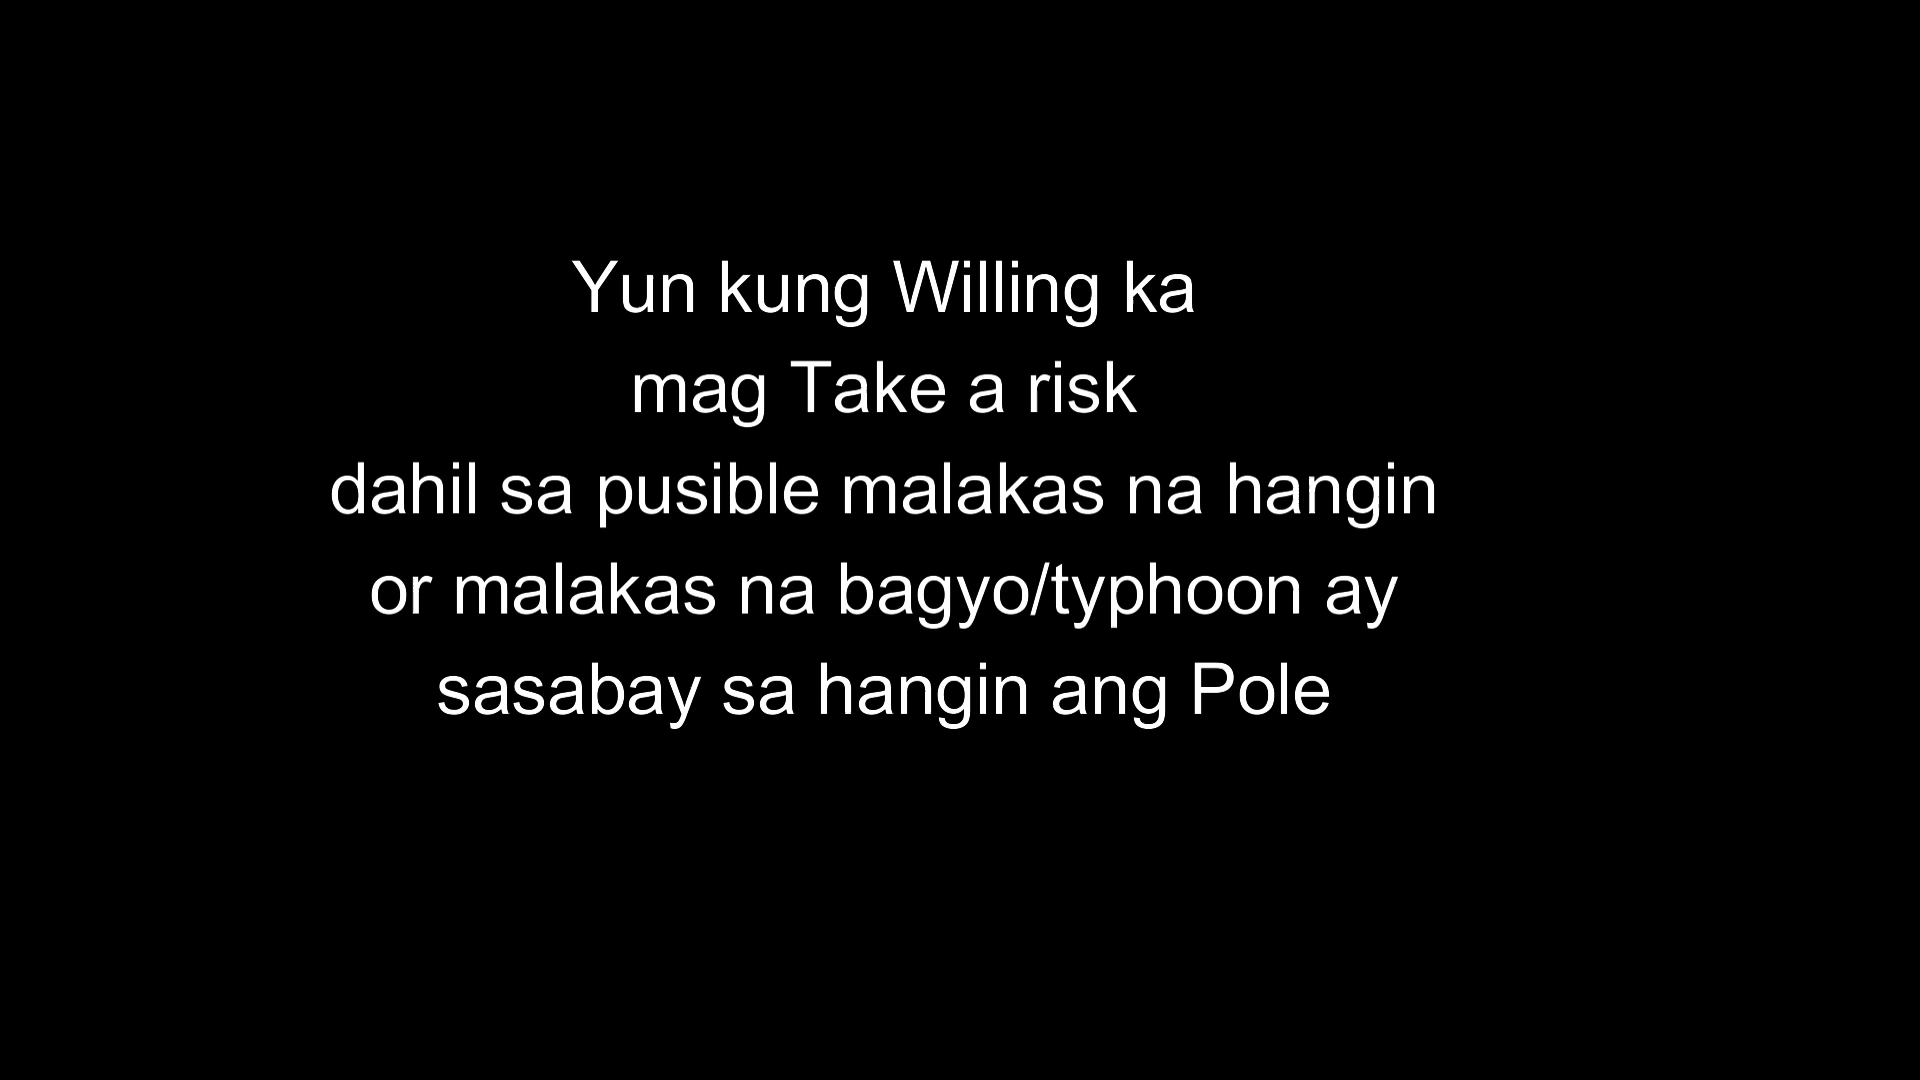 Yun kung Willing ka
mag Take a risk
dahil sa pusible malakas na hangin
or malakas na bagyo/typhoon ay
sasabay sa hangin ang Pole